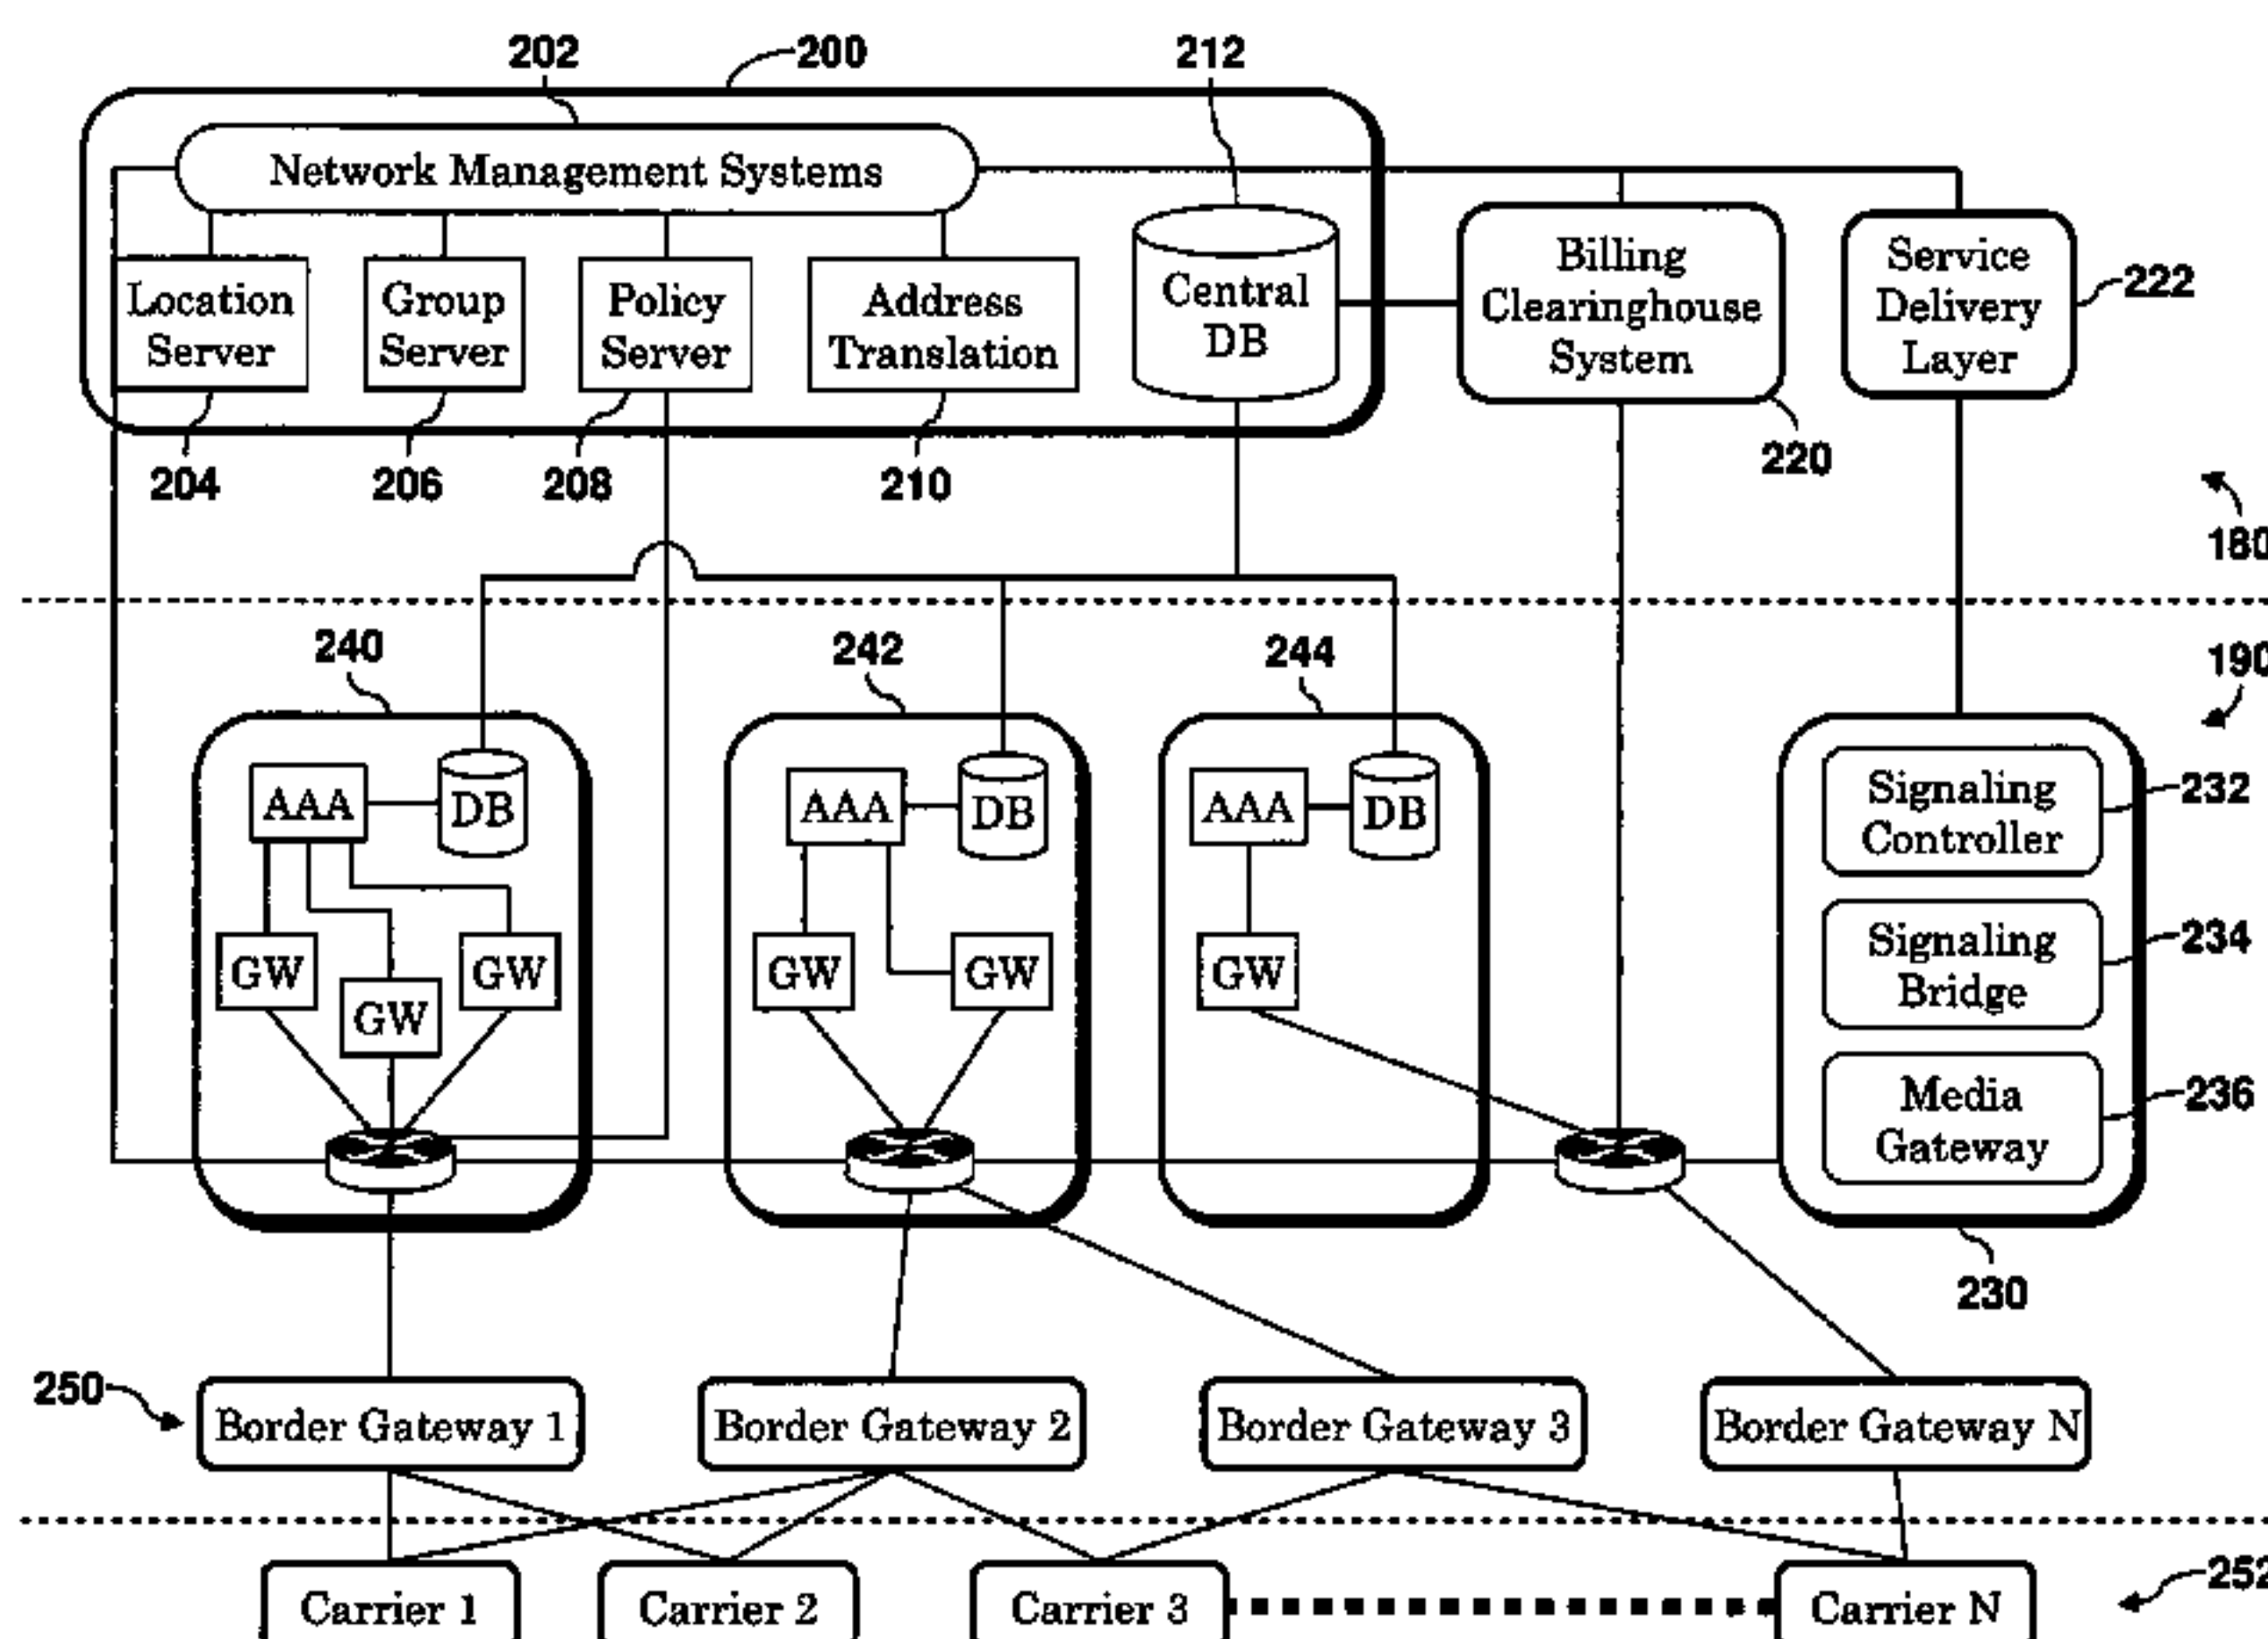 202
200
212
Network Management Systems
Location
Server
Group
Server
Policy
Server
Address
Translation
Central
DB
Billing
Clearinghouse
System
Service
Delivery
Layer
222
204
206
208
210
220
180
190
240
242
244
AAA
DB
AAA
DB
AAA
DB
Signaling
Controller
232
GW
GW
GW
GW
GW
GW
Signaling
Bridge
234
Media
Gateway
236
230
250
Border Gateway 1
Border Gateway 2
Border Gateway 3
Border Gateway N
Carrier 1
Carrier 2
Carrier 3
Carrier N
252